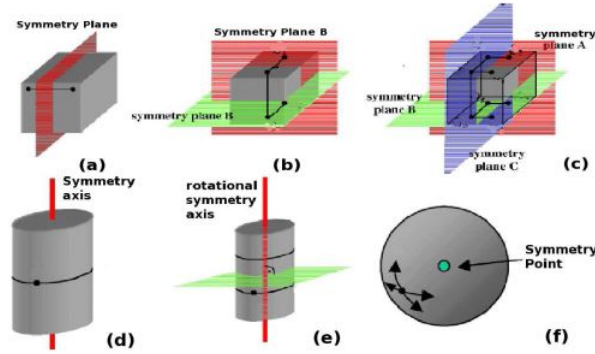 Symmetry Plane
(a)
Symmetry Plane B
symmetry plane B
(b)
symmetry
plane A
symmetry
plane B
symmetry
plane C
(c)
Symmetry
axis
(d)
rotational
symmetry
axis
(e)
Symmetry
Point
(f)